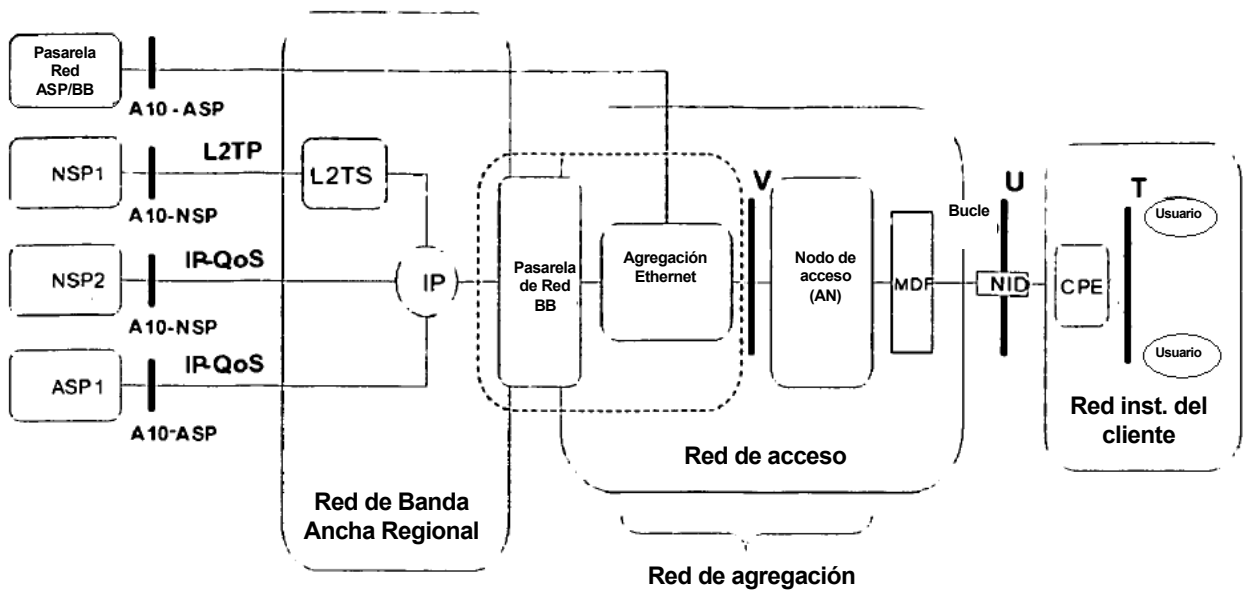 Pasarela
Red
ASP/BB
A10 - ASP
NSP1
L2TP
A10-NSP
L2TS
NSP2
IP-QoS
A10-NSP
IP
ASP1
IP-QoS
A10-ASP
Red de Banda
Ancha Regional
Pasarela
de Red
BB
Agregación
Ethernet
V
Nodo de
acceso
(AN)
MDF
Bucle
U
NID
Red de acceso
Red de agregación
CPE
T
Usuario
Usuario
Red inst. del
cliente